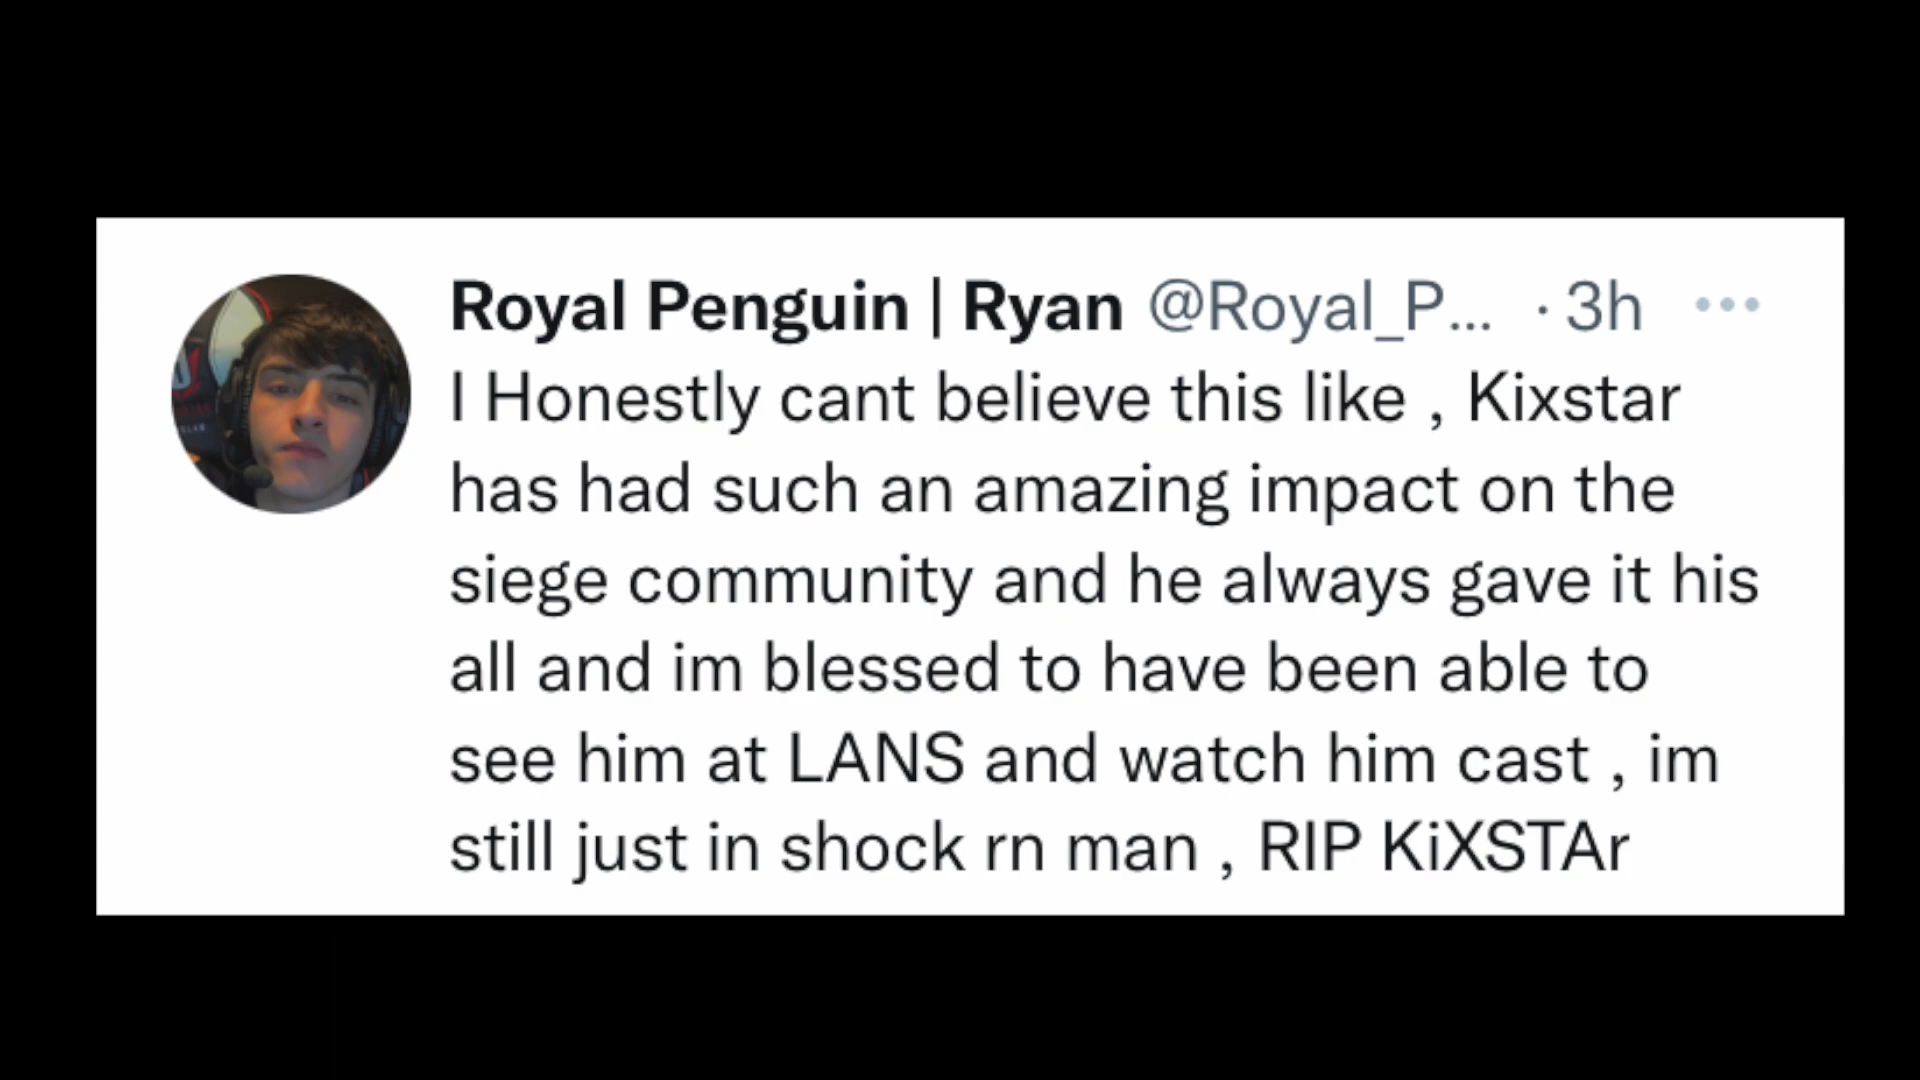 Royal Penguin | Ryan @Royal_P... · 3h ...
I Honestly cant believe this like , Kixstar
has had such an amazing impact on the
siege community and he always gave it his
all and im blessed to have been able to
see him at LANS and watch him cast , im
still just in shock rn man , RIP KiXSTAr